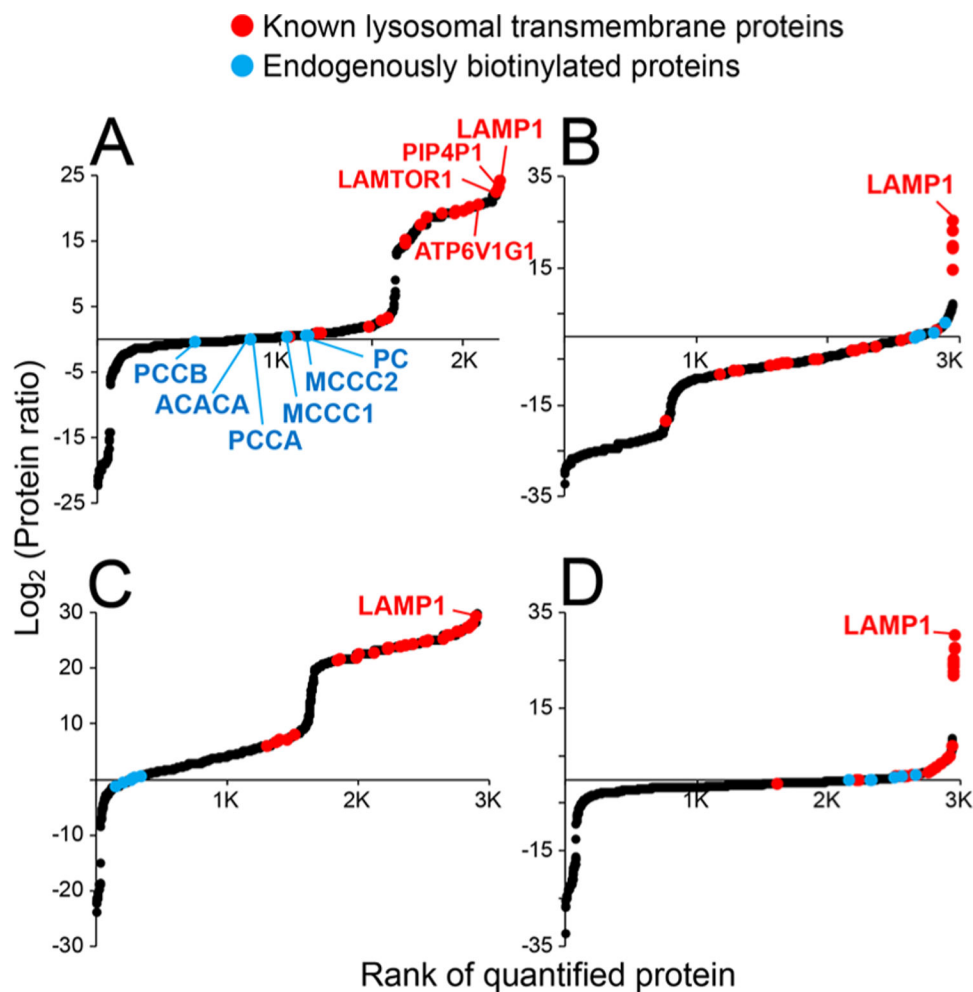 Known lysosomal transmembrane proteins
Endogenously biotinylated proteins
Log2 (Protein ratio)
A
25
15
5
-5
-15
-25
1K
2K
LAMP1
PIP4P1
LAMTOR1
ATP6V1G1
PCCB
ACACA
PCCA
MCCC1
MCCC2
PC
B
35
15
-15
-35
1K
2K
3K
LAMP1
C
30
20
10
-10
-20
-30
1K
2K
3K
LAMP1
D
35
15
-15
-35
1K
2K
3K
LAMP1
Rank of quantified protein